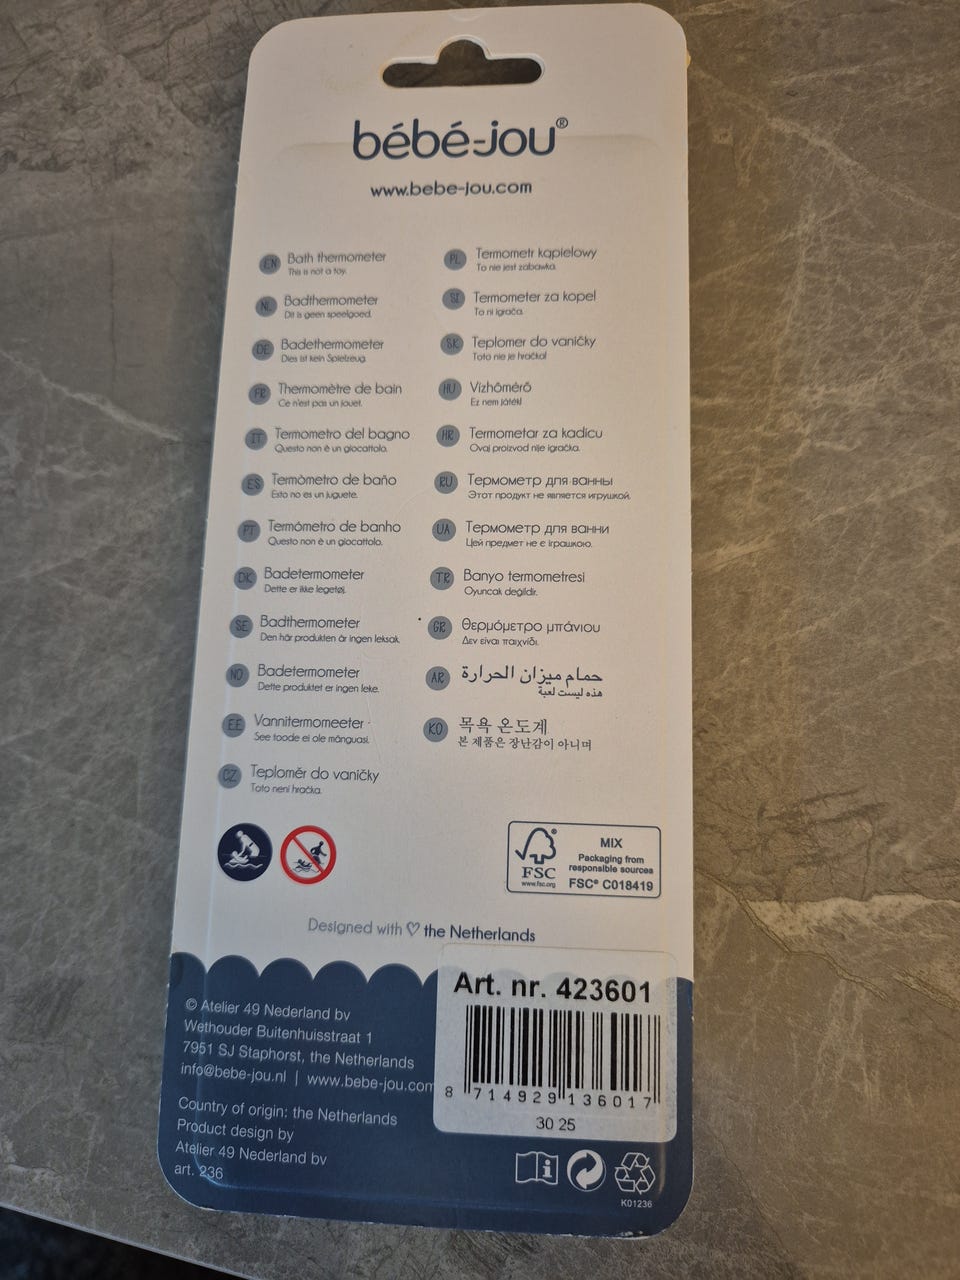 bébé-jou®
www.bebe-jou.com
EN Bath thermometer
This is not a toy.
NL Badthermometer
Dit is geen speelgoed.
DE Badethermometer
Dies ist kein Spielzeug.
FR Thermomètre de bain
Ce n'est pas un jouet.
IT Termometro del bagno
Questo non è un giocattolo.
ES Termòmetro de baño
Esto no es un juguete.
PT Termómetro de banho
Questo non è un giocattolo.
DK Badetermometer
Dette er ikke legetøj.
SE Badthermometer
Den här produkten är ingen leksak.
NO Badetermometer
Dette produktet er ingen leke.
EE Vannitermomeeter
See toode ei ole mänguasi.
CZ Teploměr do vaničky
Toto není hračka.
PL Termometr kąpielowy
To nie jest zabawka.
SI Termometer za kopel
To ni igrača.
SK Teplomer do vaničky
Toto nie je hračka!
HU Vízhőmérő
Ez nem játék!
HR Termometar za kadicu
Ovaj proizvod nije igračka.
RU Термометр для ванны
Этот продукт не является игрушкой.
UA Термометр для ванни
Цей предмет не є іграшкою.
TR Banyo termometresi
Oyuncak değildir.
GR Θερμόμετρο μπάνιου
Δεν είναι παιχνίδι.
AR حمام ميزان الحرارة
هذه ليست لعبة
KO 목욕 온도계
본 제품은 장난감이 아니며
FSC
www.fsc.org
MIX
Packaging from
responsible sources
FSC® C018419
Designed with ♡ the Netherlands
© Atelier 49 Nederland bv
Wethouder Buitenhuisstraat 1
7951 SJ Staphorst, the Netherlands
info@bebe-jou.nl | www.bebe-jou.com
Country of origin: the Netherlands
Product design by
Atelier 49 Nederland bv
art. 236
Art. nr. 423601
8 714929 136017
30 25
K01236